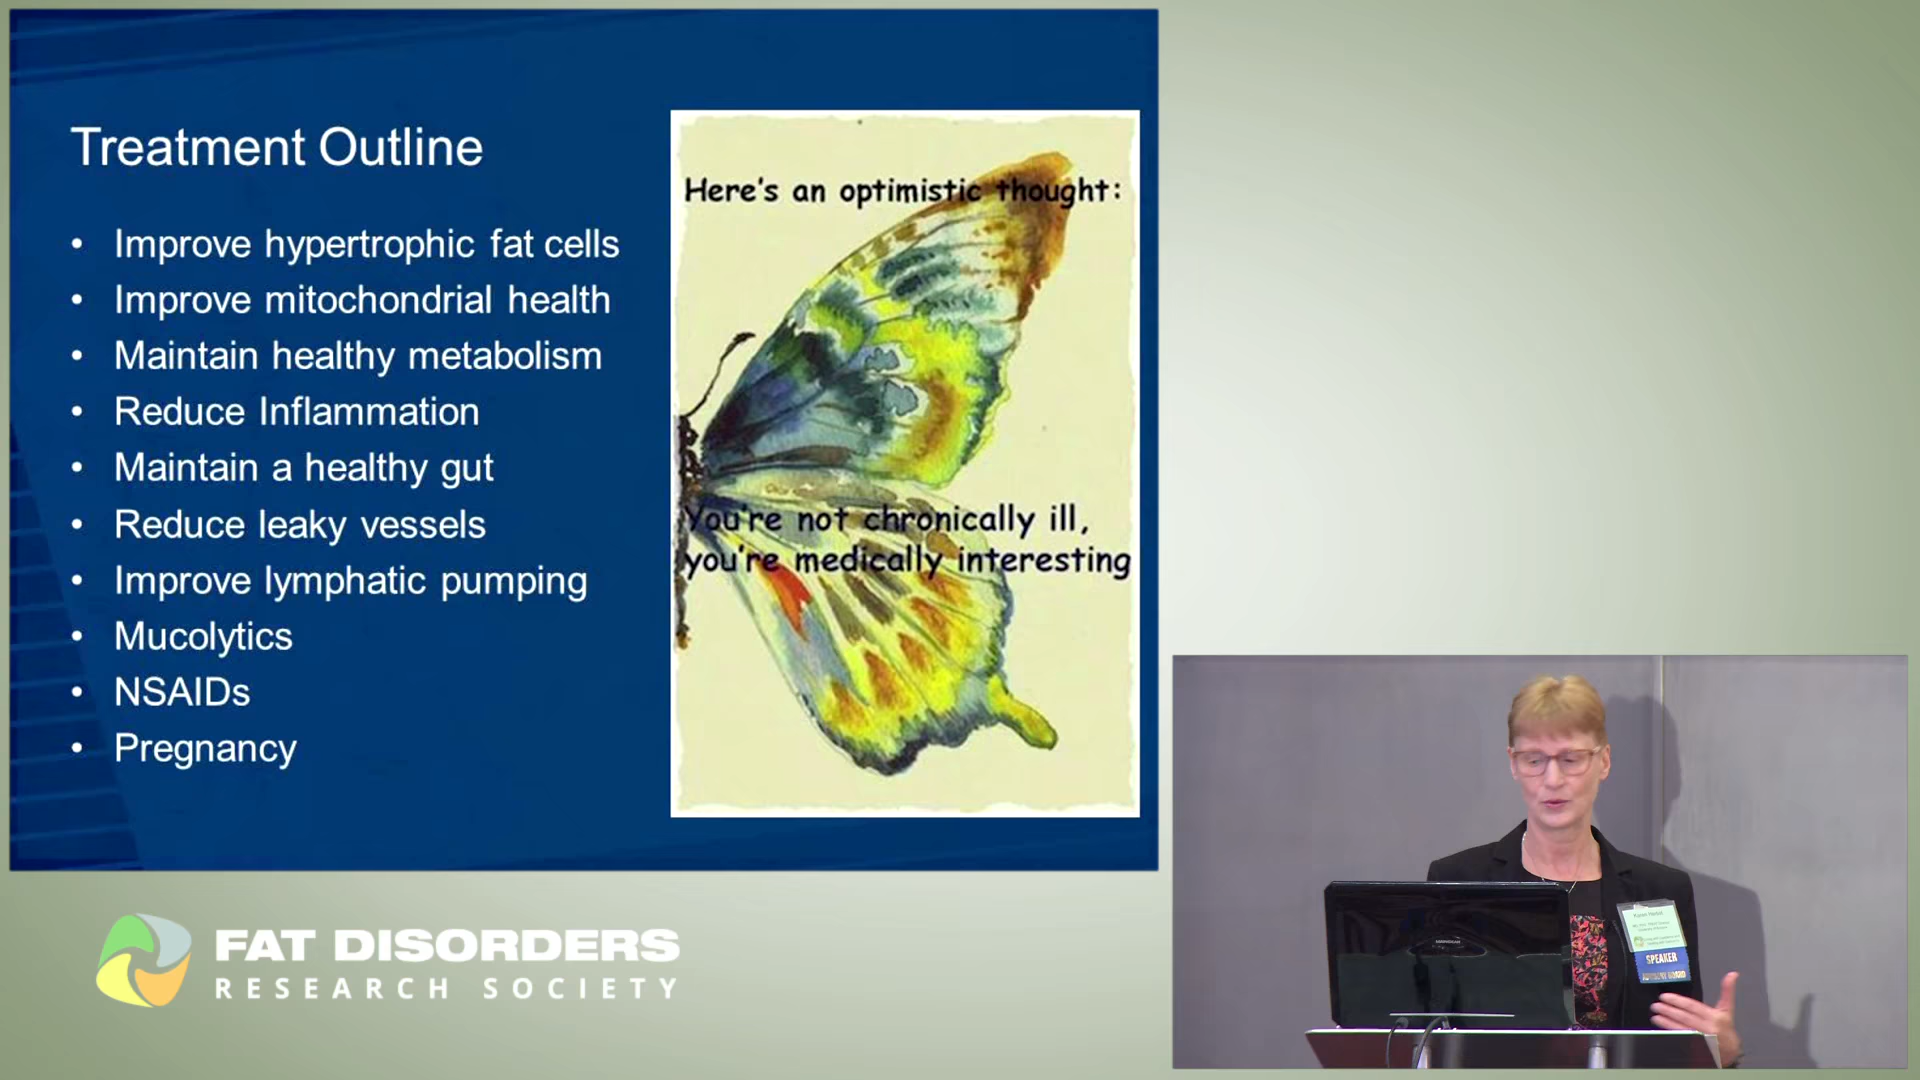 Treatment Outline
• Improve hypertrophic fat cells
• Improve mitochondrial health
• Maintain healthy metabolism
• Reduce Inflammation
• Maintain a healthy gut
• Reduce leaky vessels
• Improve lymphatic pumping
• Mucolytics
• NSAIDs
• Pregnancy
Here's an optimistic thought:
You're not chronically ill,
you're medically interesting
FAT DISORDERS
RESEARCH SOCIETY
SPEAKER